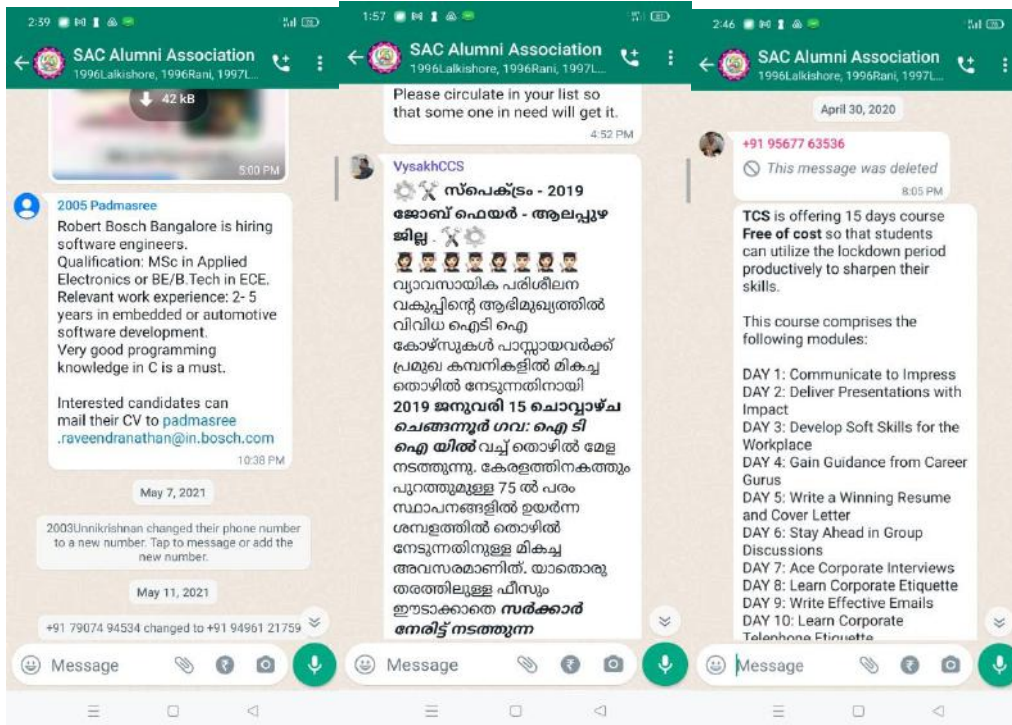 2:39
SAC Alumni Association
1996Lalkishore, 1996Rani, 1997L...
42 kB
5:00 PM
2005 Padmasree
Robert Bosch Bangalore is hiring
software engineers.
Qualification: MSc in Applied
Electronics or BE/B.Tech in ECE.
Relevant work experience: 2- 5
years in embedded or automotive
software development.
Very good programming
knowledge in C is a must.
Interested candidates can
mail their CV to padmasree
.raveendranathan@in.bosch.com
10:38 PM
May 7, 2021
2003Unnikrishnan changed their phone number
to a new number. Tap to message or add the
new number.
May 11, 2021
+91 79074 94534 changed to +91 94961 21759
Message
1:57
SAC Alumni Association
1996Lalkishore, 1996Rani, 1997L...
Please circulate in your list so
that some one in need will get it.
4:52 PM
VysakhCCS
സ്പെക്ട്രം - 2019
ജോബ് ഫെയർ - ആലപ്പുഴ
ജില്ല .
വ്യാവസായിക പരിശീലന
വകുപ്പിന്റെ ആഭിമുഖ്യത്തിൽ
വിവിധ ഐടി ഐ
കോഴ്സുകൾ പാസ്സായവർക്ക്
പ്രമുഖ കമ്പനികളിൽ മികച്ച
തൊഴിൽ നേടുന്നതിനായി
2019 ജനുവരി 15 ചൊവ്വാഴ്ച
ചെങ്ങന്നൂർ ഗവ: ഐ ടി
ഐ യിൽ വച്ച് തൊഴിൽ മേള
നടത്തുന്നു. കേരളത്തിനകത്തും
പുറത്തുമുള്ള 75 ൽ പരം
സ്ഥാപനങ്ങളിൽ ഉയർന്ന
ശമ്പളത്തിൽ തൊഴിൽ
നേടുന്നതിനുള്ള മികച്ച
അവസരമാണിത്. യാതൊരു
തരത്തിലുള്ള ഫീസും
ഈടാക്കാതെ സർക്കാർ
നേരിട്ട് നടത്തുന്ന
Message
2:46
SAC Alumni Association
1996Lalkishore, 1996Rani, 1997L...
April 30, 2020
+91 95677 63536
This message was deleted
8:05 PM
TCS is offering 15 days course
Free of cost so that students
can utilize the lockdown period
productively to sharpen their
skills.
This course comprises the
following modules:
DAY 1: Communicate to Impress
DAY 2: Deliver Presentations with
Impact
DAY 3: Develop Soft Skills for the
Workplace
DAY 4: Gain Guidance from Career
Gurus
DAY 5: Write a Winning Resume
and Cover Letter
DAY 6: Stay Ahead in Group
Discussions
DAY 7: Ace Corporate Interviews
DAY 8: Learn Corporate Etiquette
DAY 9: Write Effective Emails
DAY 10: Learn Corporate
Telephone Etiquette
Message